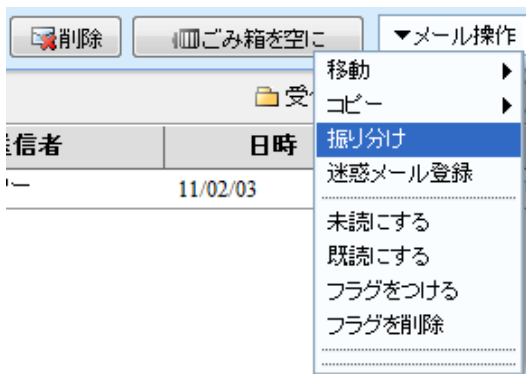 削除 ごみ箱を空に ▼メール操作
受
信者 日時
11/02/03
移動
コピー
振り分け
迷惑メール登録
未読にする
既読にする
フラグをつける
フラグを削除